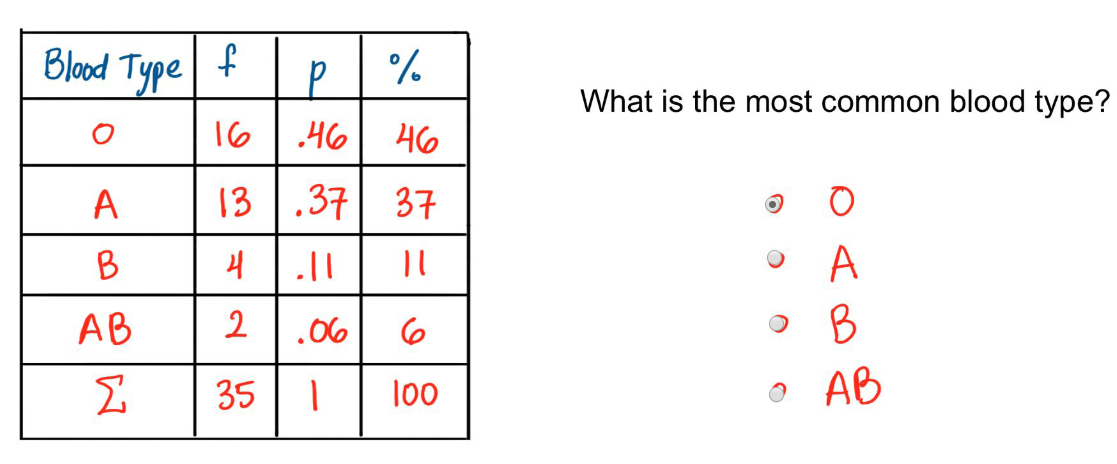 Blood Type f p %
O 16 .46 46
A 13 .37 37
B 4 .11 11
AB 2 .06 6
Σ 35 1 100
What is the most common blood type?
O
A
B
AB